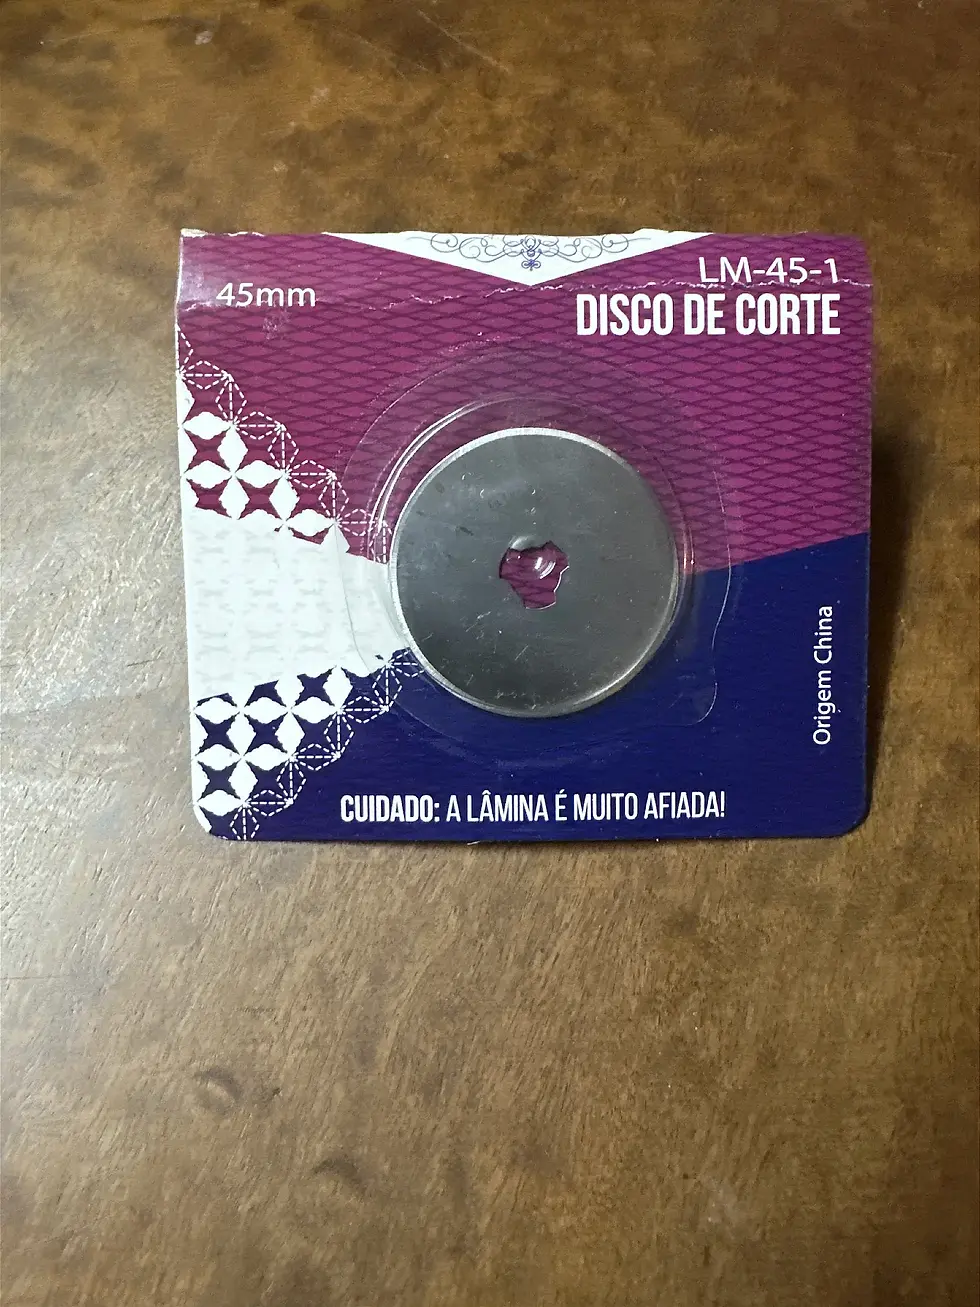 45mm
LM-45-1
DISCO DE CORTE
Origem China
CUIDADO: A LÂMINA É MUITO AFIADA!